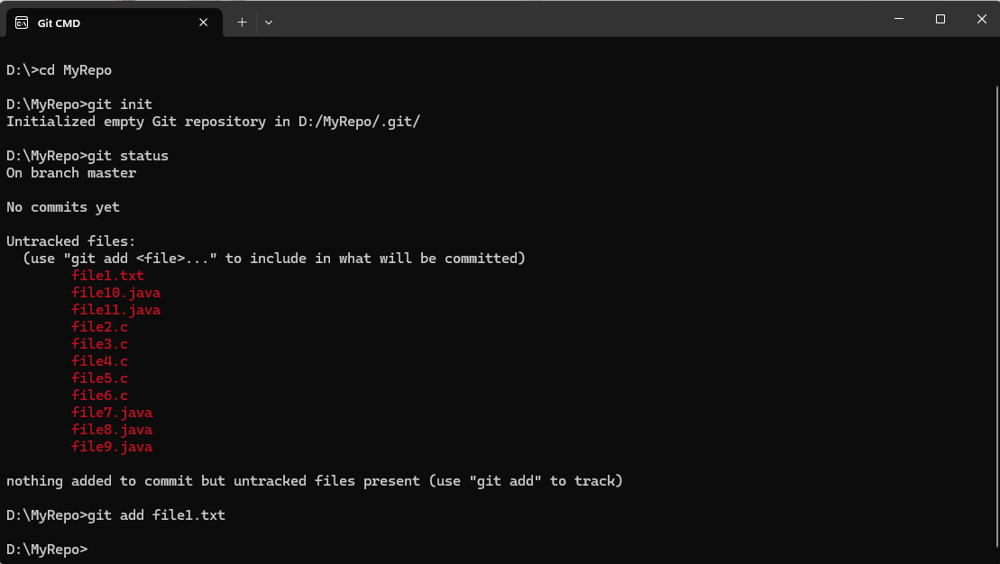 Git CMD
D:\>cd MyRepo
D:\MyRepo>git init
Initialized empty Git repository in D:/MyRepo/.git/
D:\MyRepo>git status
On branch master
No commits yet
Untracked files:
  (use "git add <file>..." to include in what will be committed)
        file1.txt
        file10.java
        file11.java
        file2.c
        file3.c
        file4.c
        file5.c
        file6.c
        file7.java
        file8.java
        file9.java
nothing added to commit but untracked files present (use "git add" to track)
D:\MyRepo>git add file1.txt
D:\MyRepo>